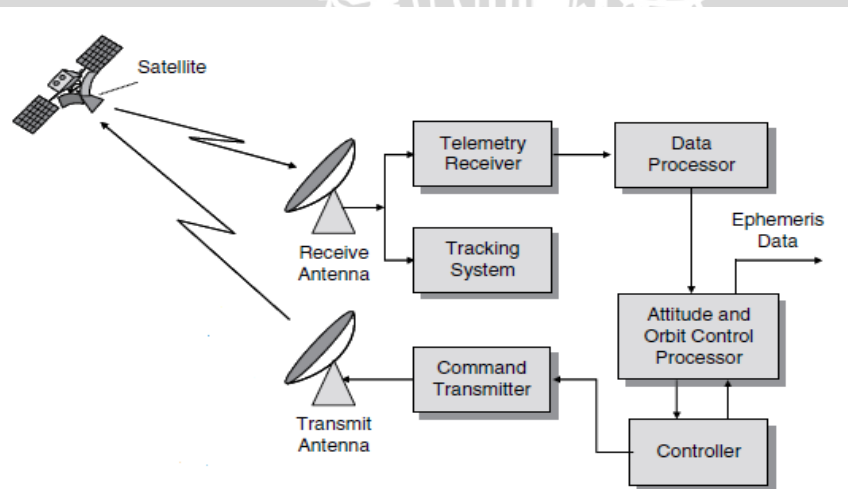 Satellite
Telemetry
Receiver
Data
Processor
Ephemeris
Data
Receive
Antenna
Tracking
System
Attitude and
Orbit Control
Processor
Command
Transmitter
Transmit
Antenna
Controller